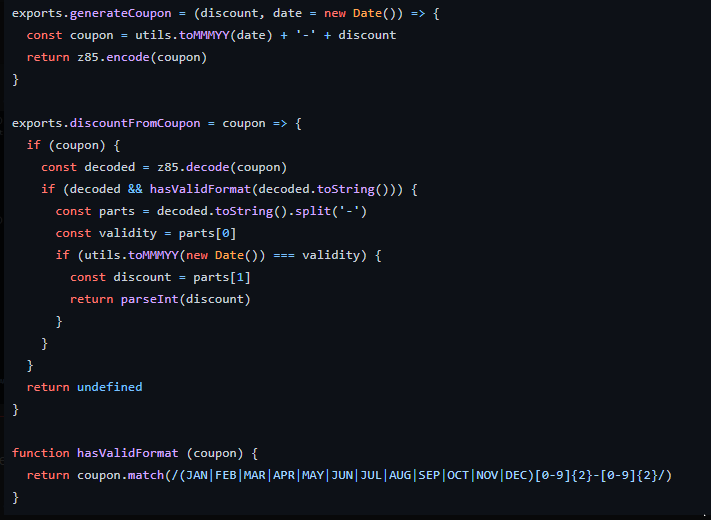 exports.generateCoupon = (discount, date = new Date()) => {
  const coupon = utils.toMMMYY(date) + '-' + discount
  return z85.encode(coupon)
}

exports.discountFromCoupon = coupon => {
  if (coupon) {
    const decoded = z85.decode(coupon)
    if (decoded && hasValidFormat(decoded.toString())) {
      const parts = decoded.toString().split('-')
      const validity = parts[0]
      if (utils.toMMMYY(new Date()) === validity) {
        const discount = parts[1]
        return parseInt(discount)
      }
    }
  }
  return undefined
}

function hasValidFormat (coupon) {
  return coupon.match(/(JAN|FEB|MAR|APR|MAY|JUN|JUL|AUG|SEP|OCT|NOV|DEC)[0-9]{2}-[0-9]{2}/)
}